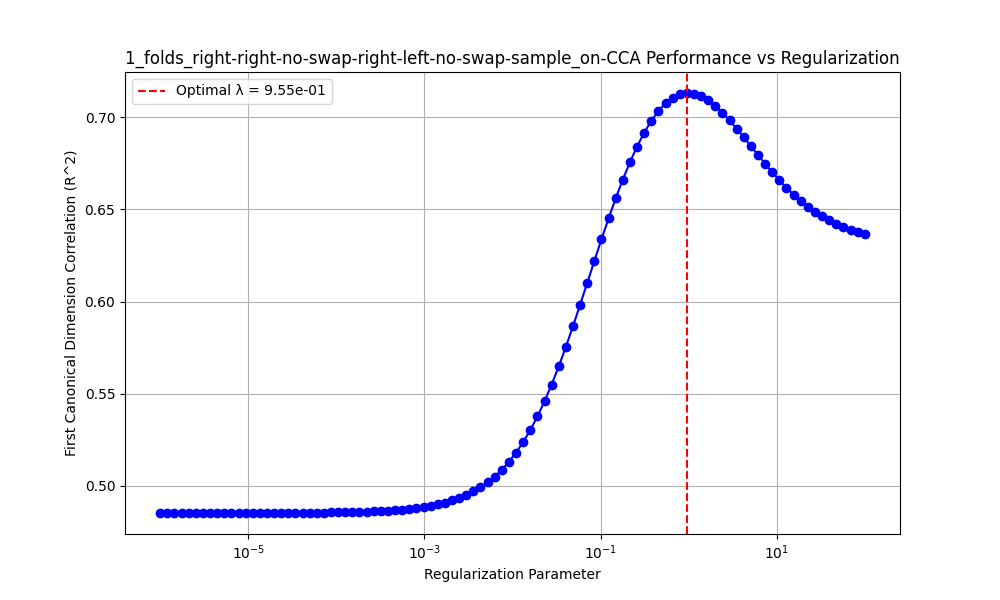 1_folds_right-right-no-swap-right-left-no-swap-sample_on-CCA Performance vs Regularization
Optimal λ = 9.55e-01
First Canonical Dimension Correlation (R^2)
0.70
0.65
0.60
0.55
0.50
10⁻⁵ 10⁻³ 10⁻¹ 10¹
Regularization Parameter